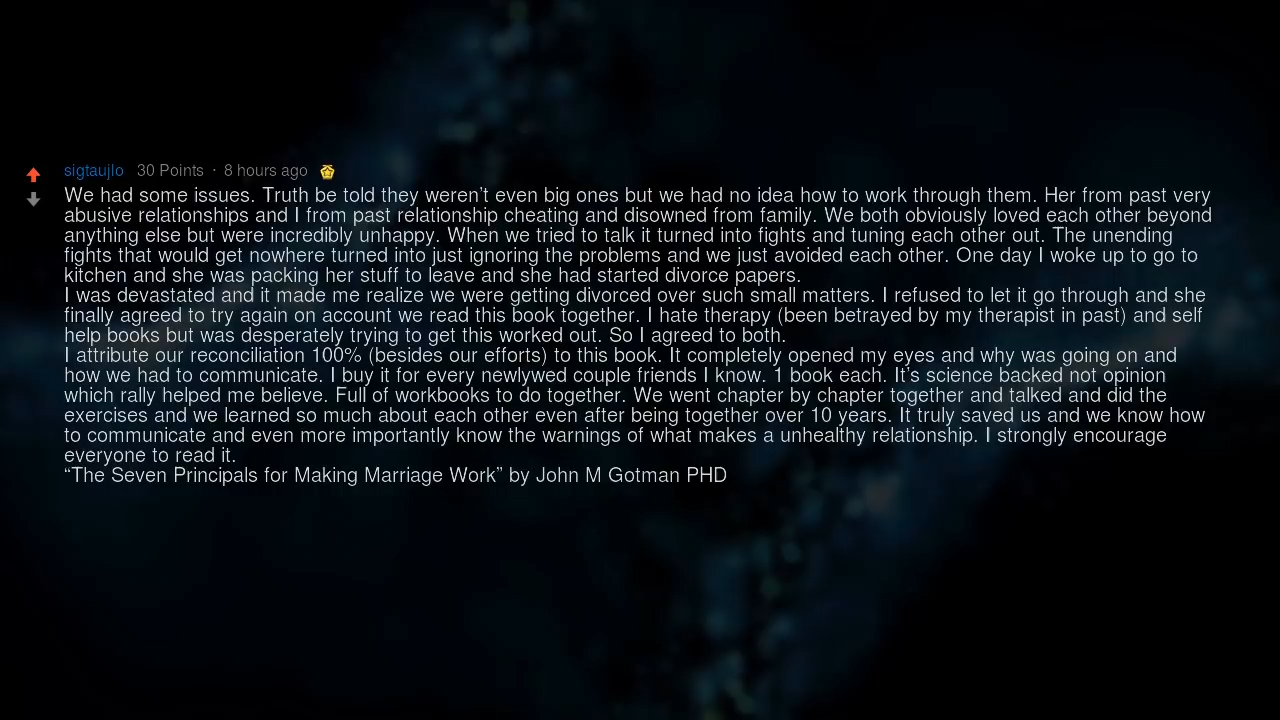 sigtaujlo 30 Points · 8 hours ago
We had some issues. Truth be told they weren't even big ones but we had no idea how to work through them. Her from past very
abusive relationships and I from past relationship cheating and disowned from family. We both obviously loved each other beyond
anything else but were incredibly unhappy. When we tried to talk it turned into fights and tuning each other out. The unending
fights that would get nowhere turned into just ignoring the problems and we just avoided each other. One day I woke up to go to
kitchen and she was packing her stuff to leave and she had started divorce papers.
I was devastated and it made me realize we were getting divorced over such small matters. I refused to let it go through and she
finally agreed to try again on account we read this book together. I hate therapy (been betrayed by my therapist in past) and self
help books but was desperately trying to get this worked out. So I agreed to both.
I attribute our reconciliation 100% (besides our efforts) to this book. It completely opened my eyes and why was going on and
how we had to communicate. I buy it for every newlywed couple friends I know. 1 book each. It's science backed not opinion
which rally helped me believe. Full of workbooks to do together. We went chapter by chapter together and talked and did the
exercises and we learned so much about each other even after being together over 10 years. It truly saved us and we know how
to communicate and even more importantly know the warnings of what makes a unhealthy relationship. I strongly encourage
everyone to read it.
“The Seven Principals for Making Marriage Work” by John M Gotman PHD